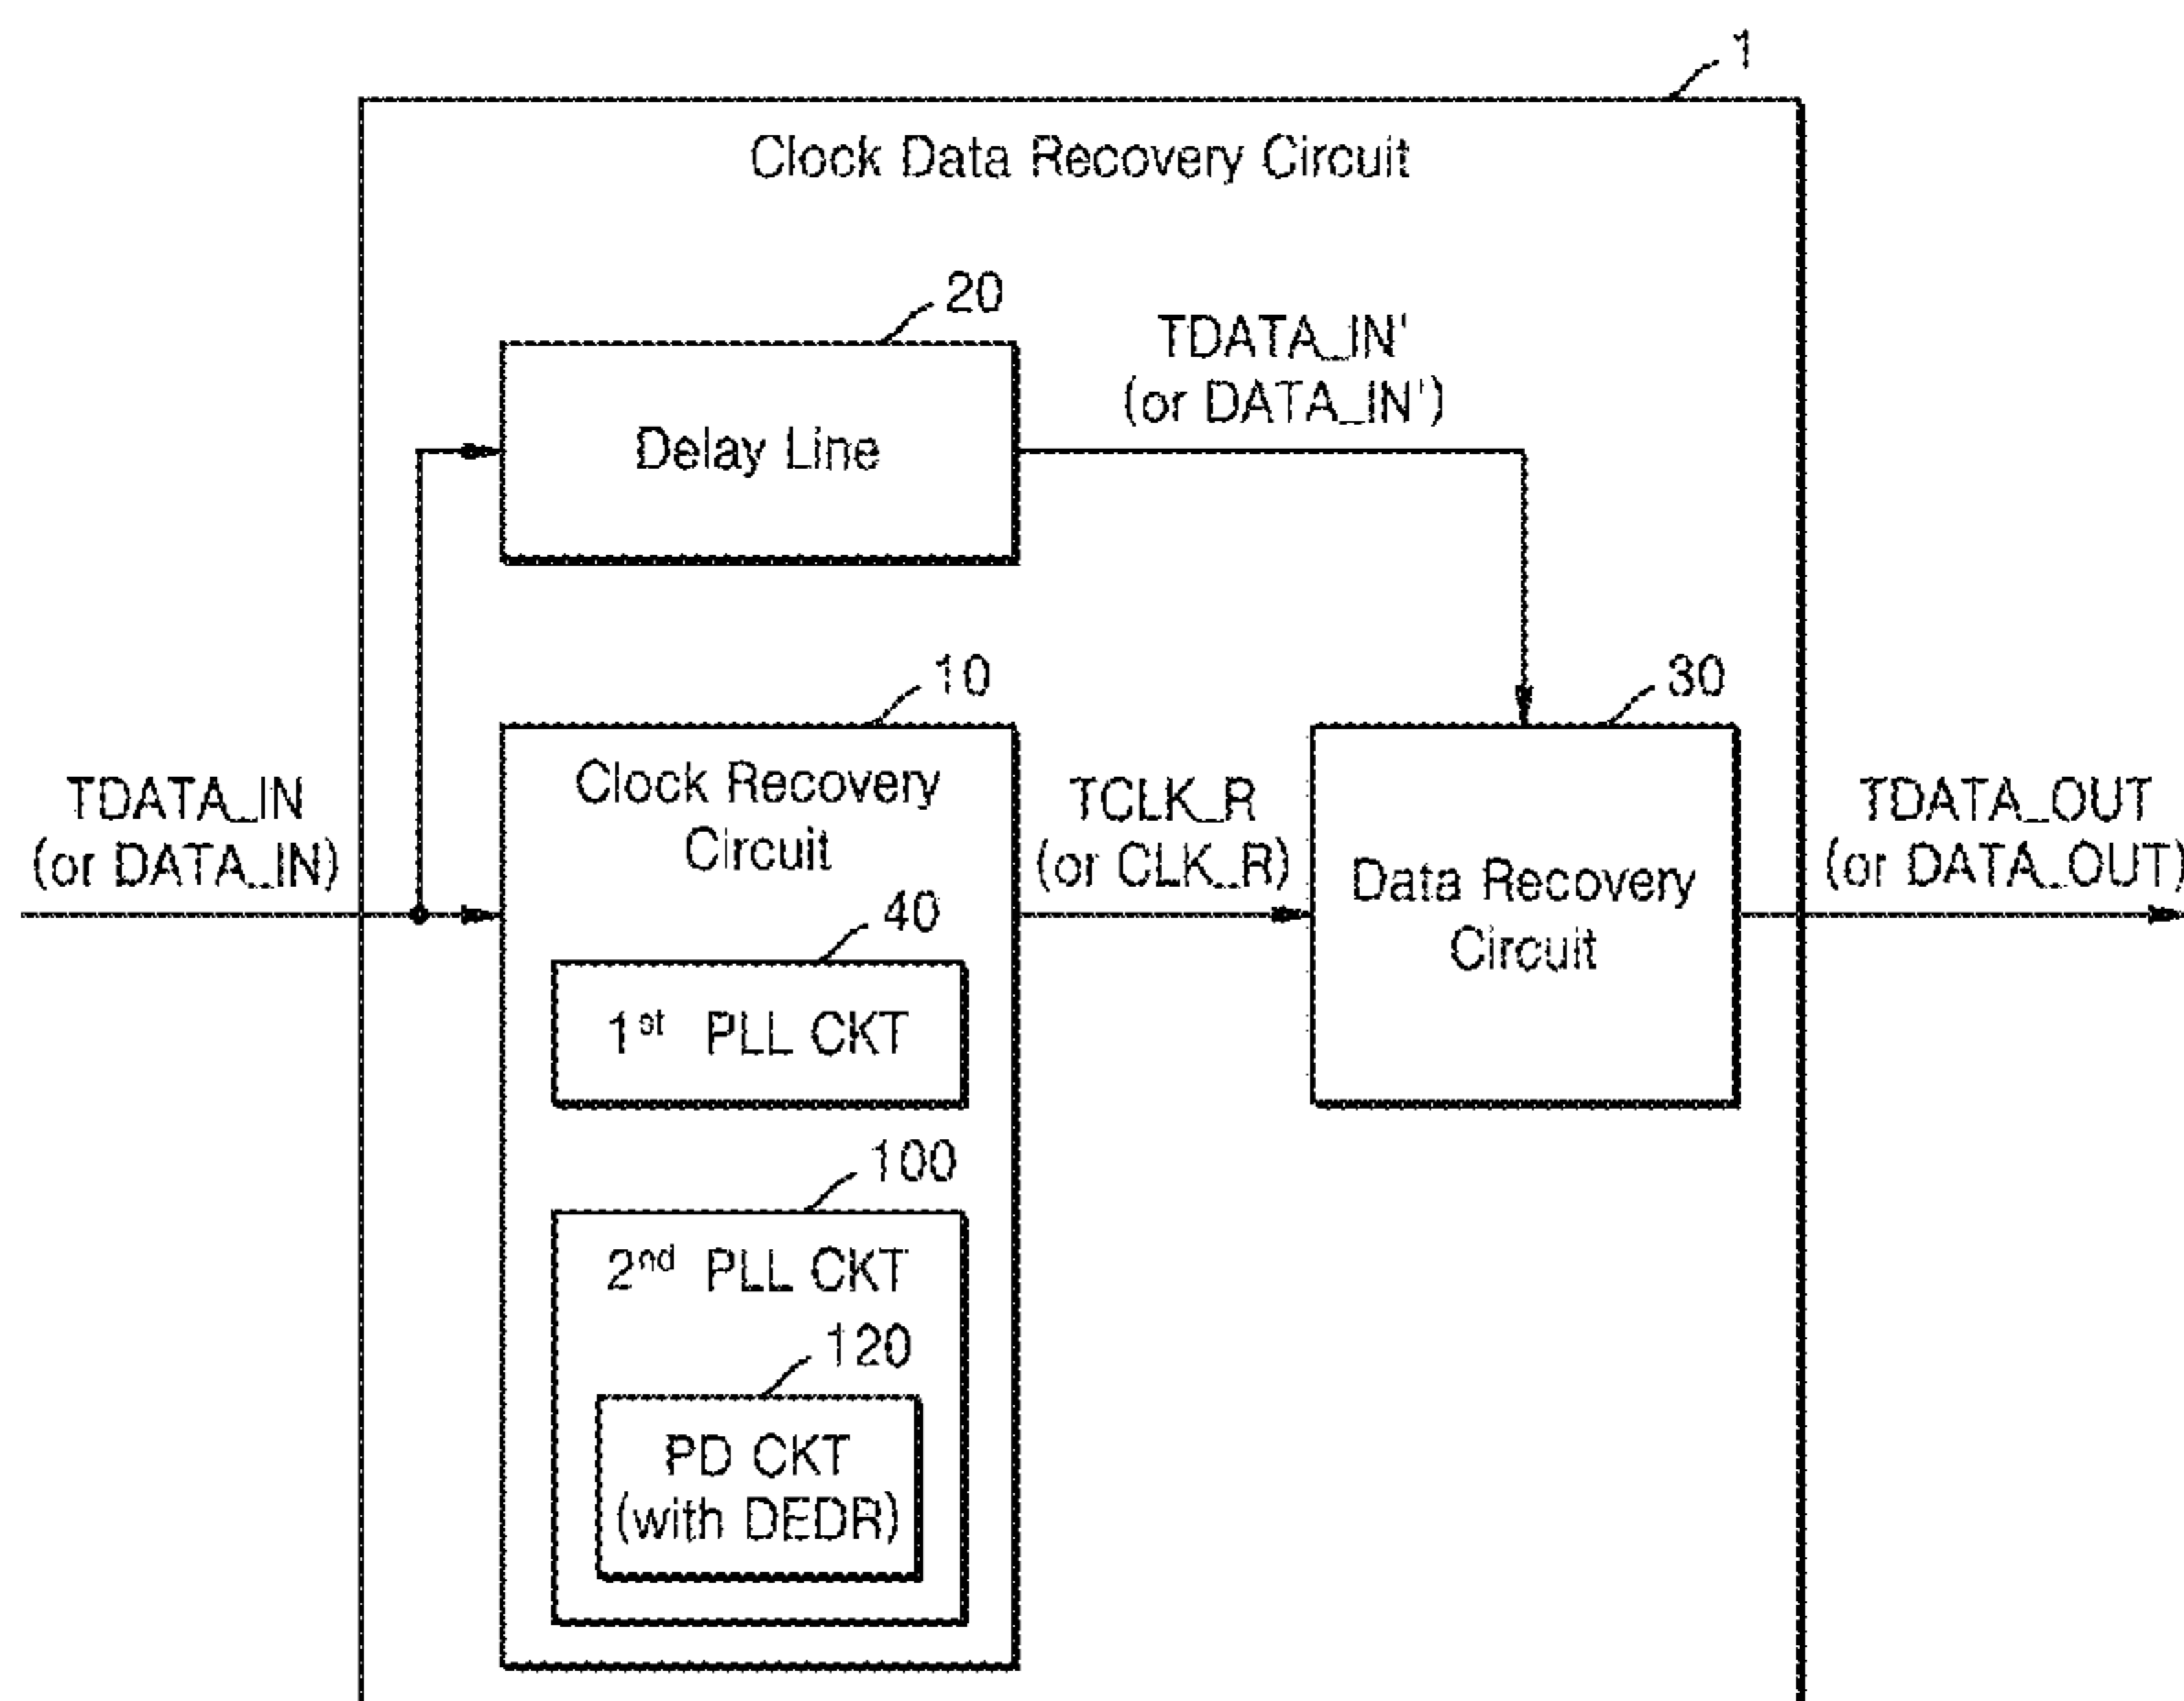 1
Clock Data Recovery Circuit
20
TDATA_IN'
(or DATA_IN')
Delay Line
10
30
TDATA_IN
(or DATA_IN)
Clock Recovery
Circuit
TCLK_R
(or CLK_R)
Data Recovery
Circuit
TDATA_OUT
(or DATA_OUT)
40
1st PLL CKT
100
2nd PLL CKT
120
PD CKT
(with DEDR)